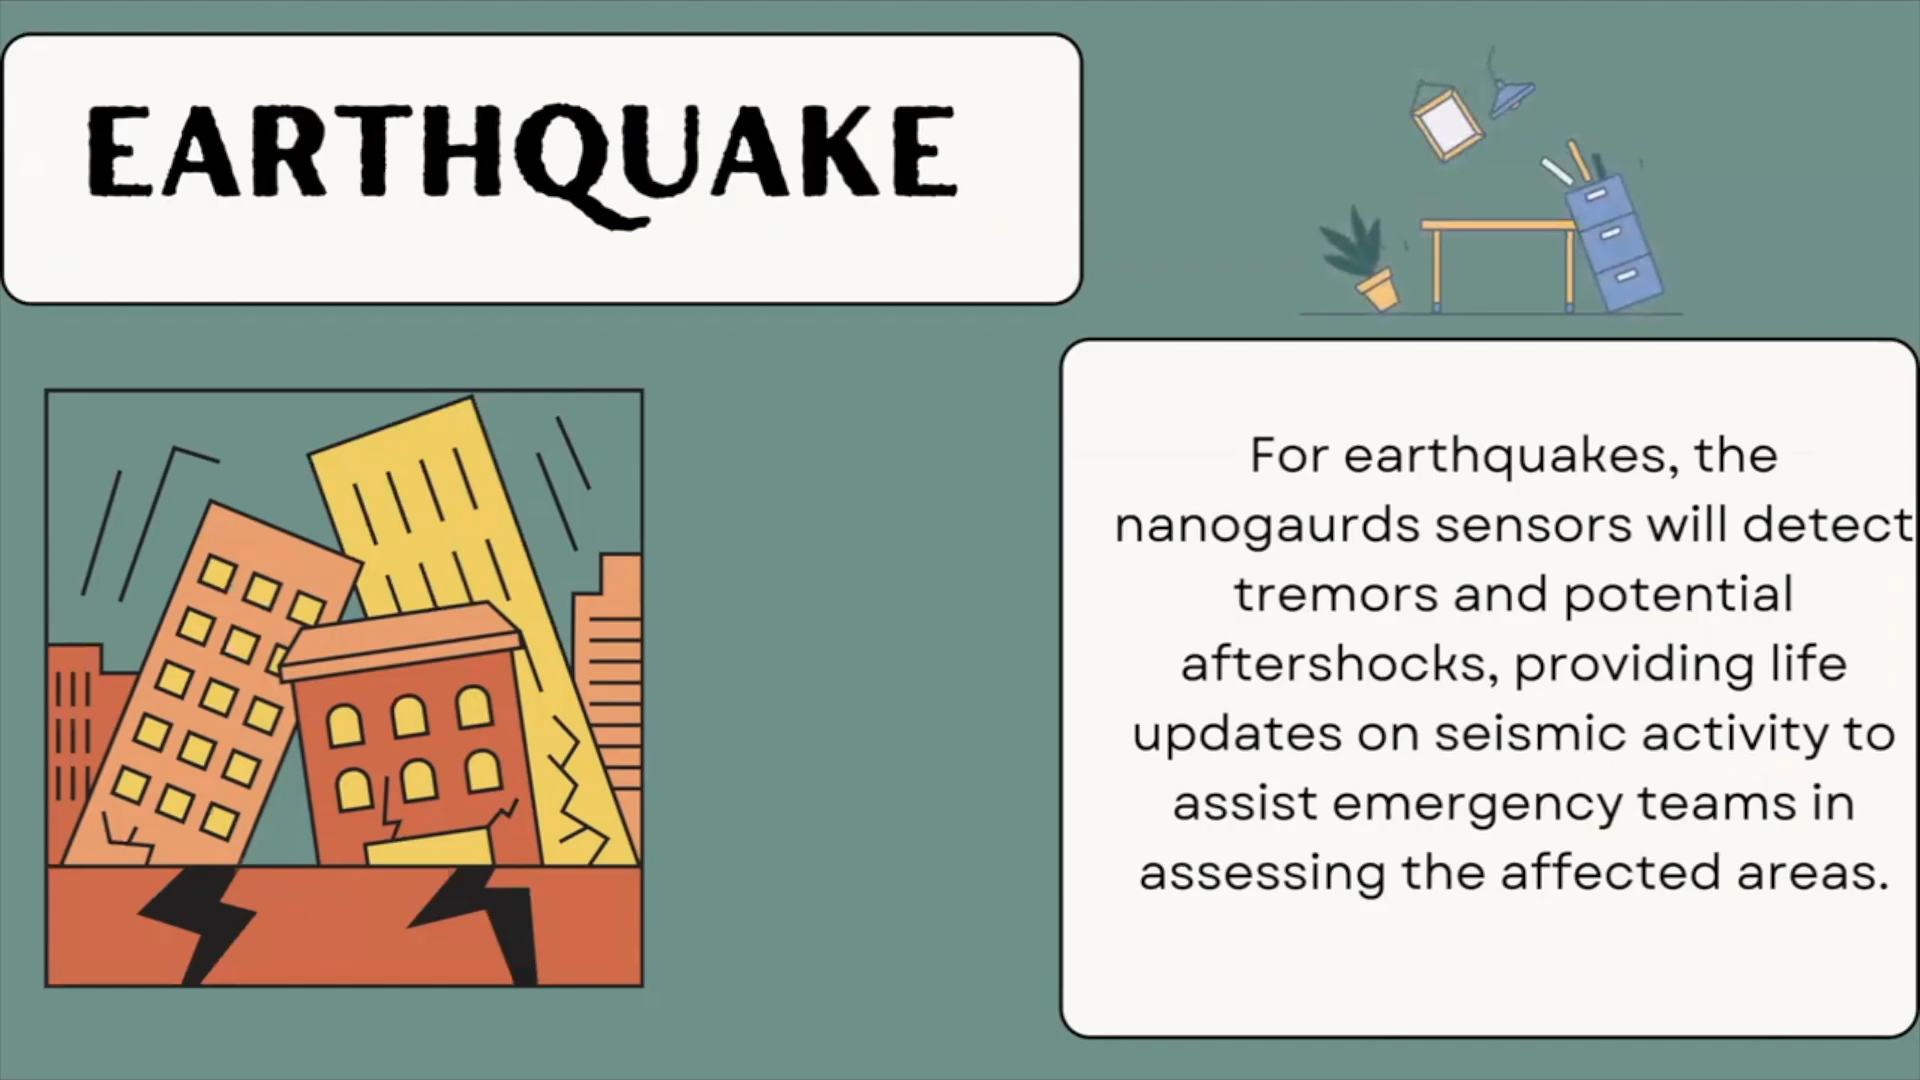 EARTHQUAKE
For earthquakes, the
nanogaurds sensors will detect
tremors and potential
aftershocks, providing life
updates on seismic activity to
assist emergency teams in
assessing the affected areas.